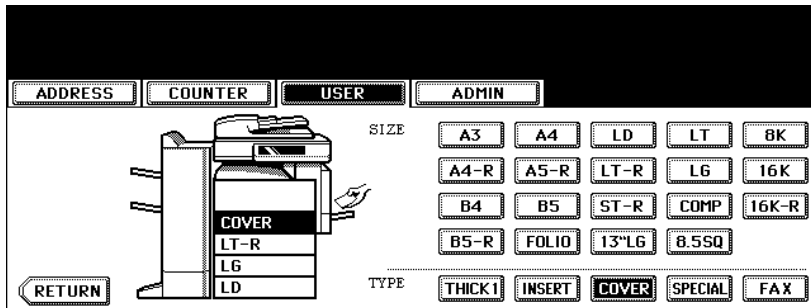 ADDRESS COUNTER USER ADMIN
SIZE A3 A4 LD LT 8K
A4-R A5-R LT-R LG 16K
B4 B5 ST-R COMP 16K-R
COVER
LT-R B5-R FOLIO 13"LG 8.5SQ
LG
RETURN LD TYPE THICK1 INSERT COVER SPECIAL FAX